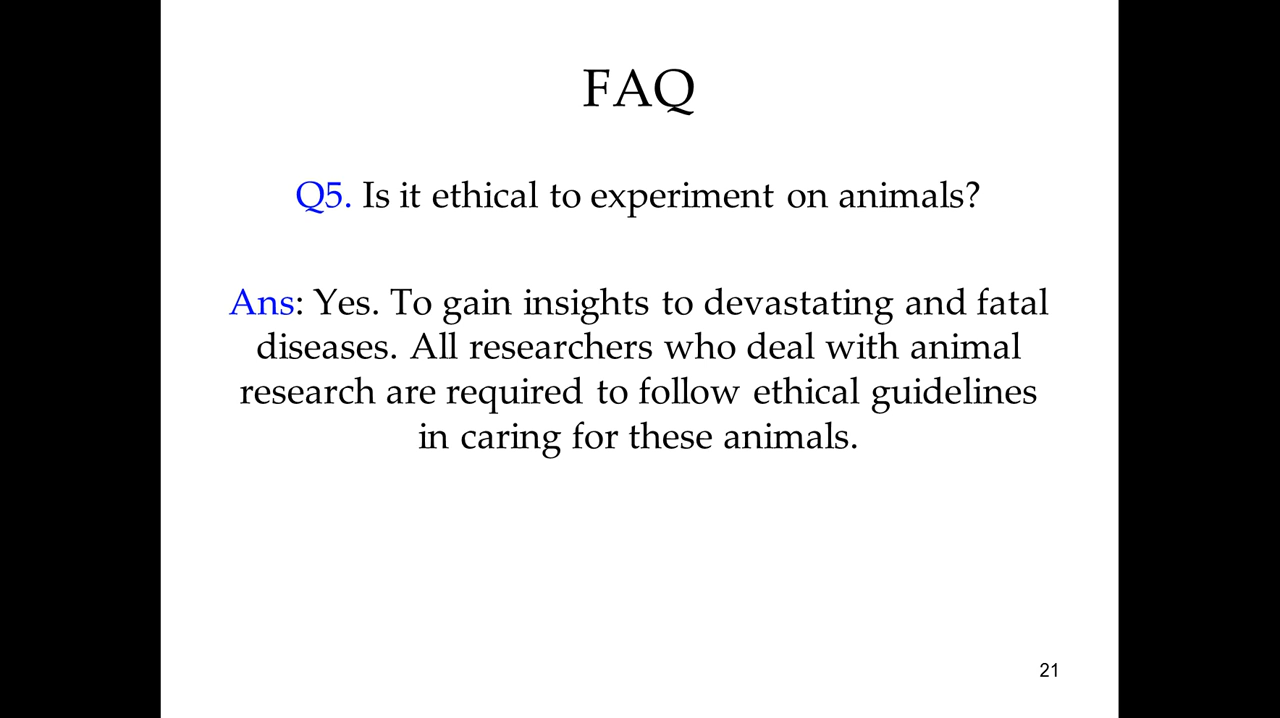 FAQ
Q5. Is it ethical to experiment on animals?
Ans: Yes. To gain insights to devastating and fatal
diseases. All researchers who deal with animal
research are required to follow ethical guidelines
in caring for these animals.
21